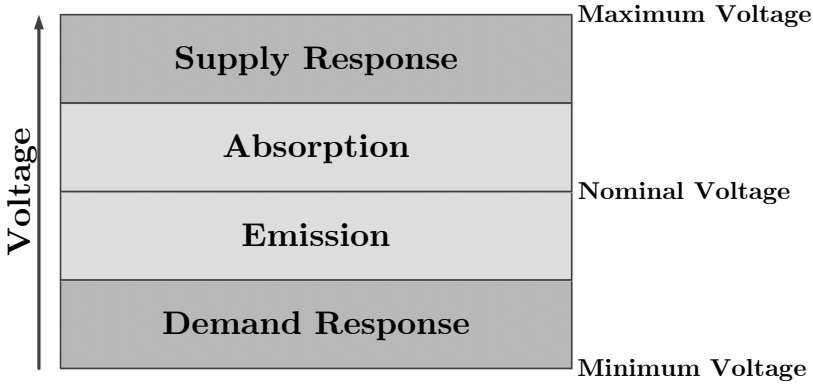 Maximum Voltage
Supply Response
Absorption
Voltage
Nominal Voltage
Emission
Demand Response
Minimum Voltage